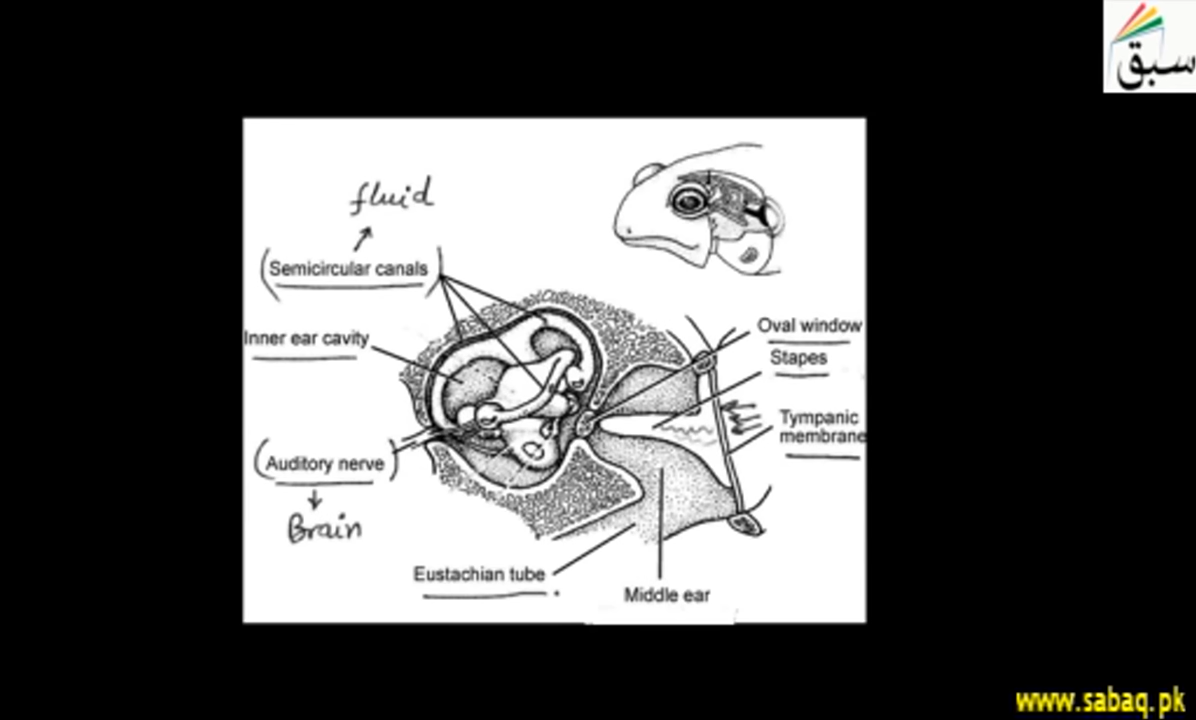 سبق
fluid
Semicircular canals
Inner ear cavity
Auditory nerve
Brain
Eustachian tube
Middle ear
Oval window
Stapes
Tympanic
membrane
www.sabaq.pk